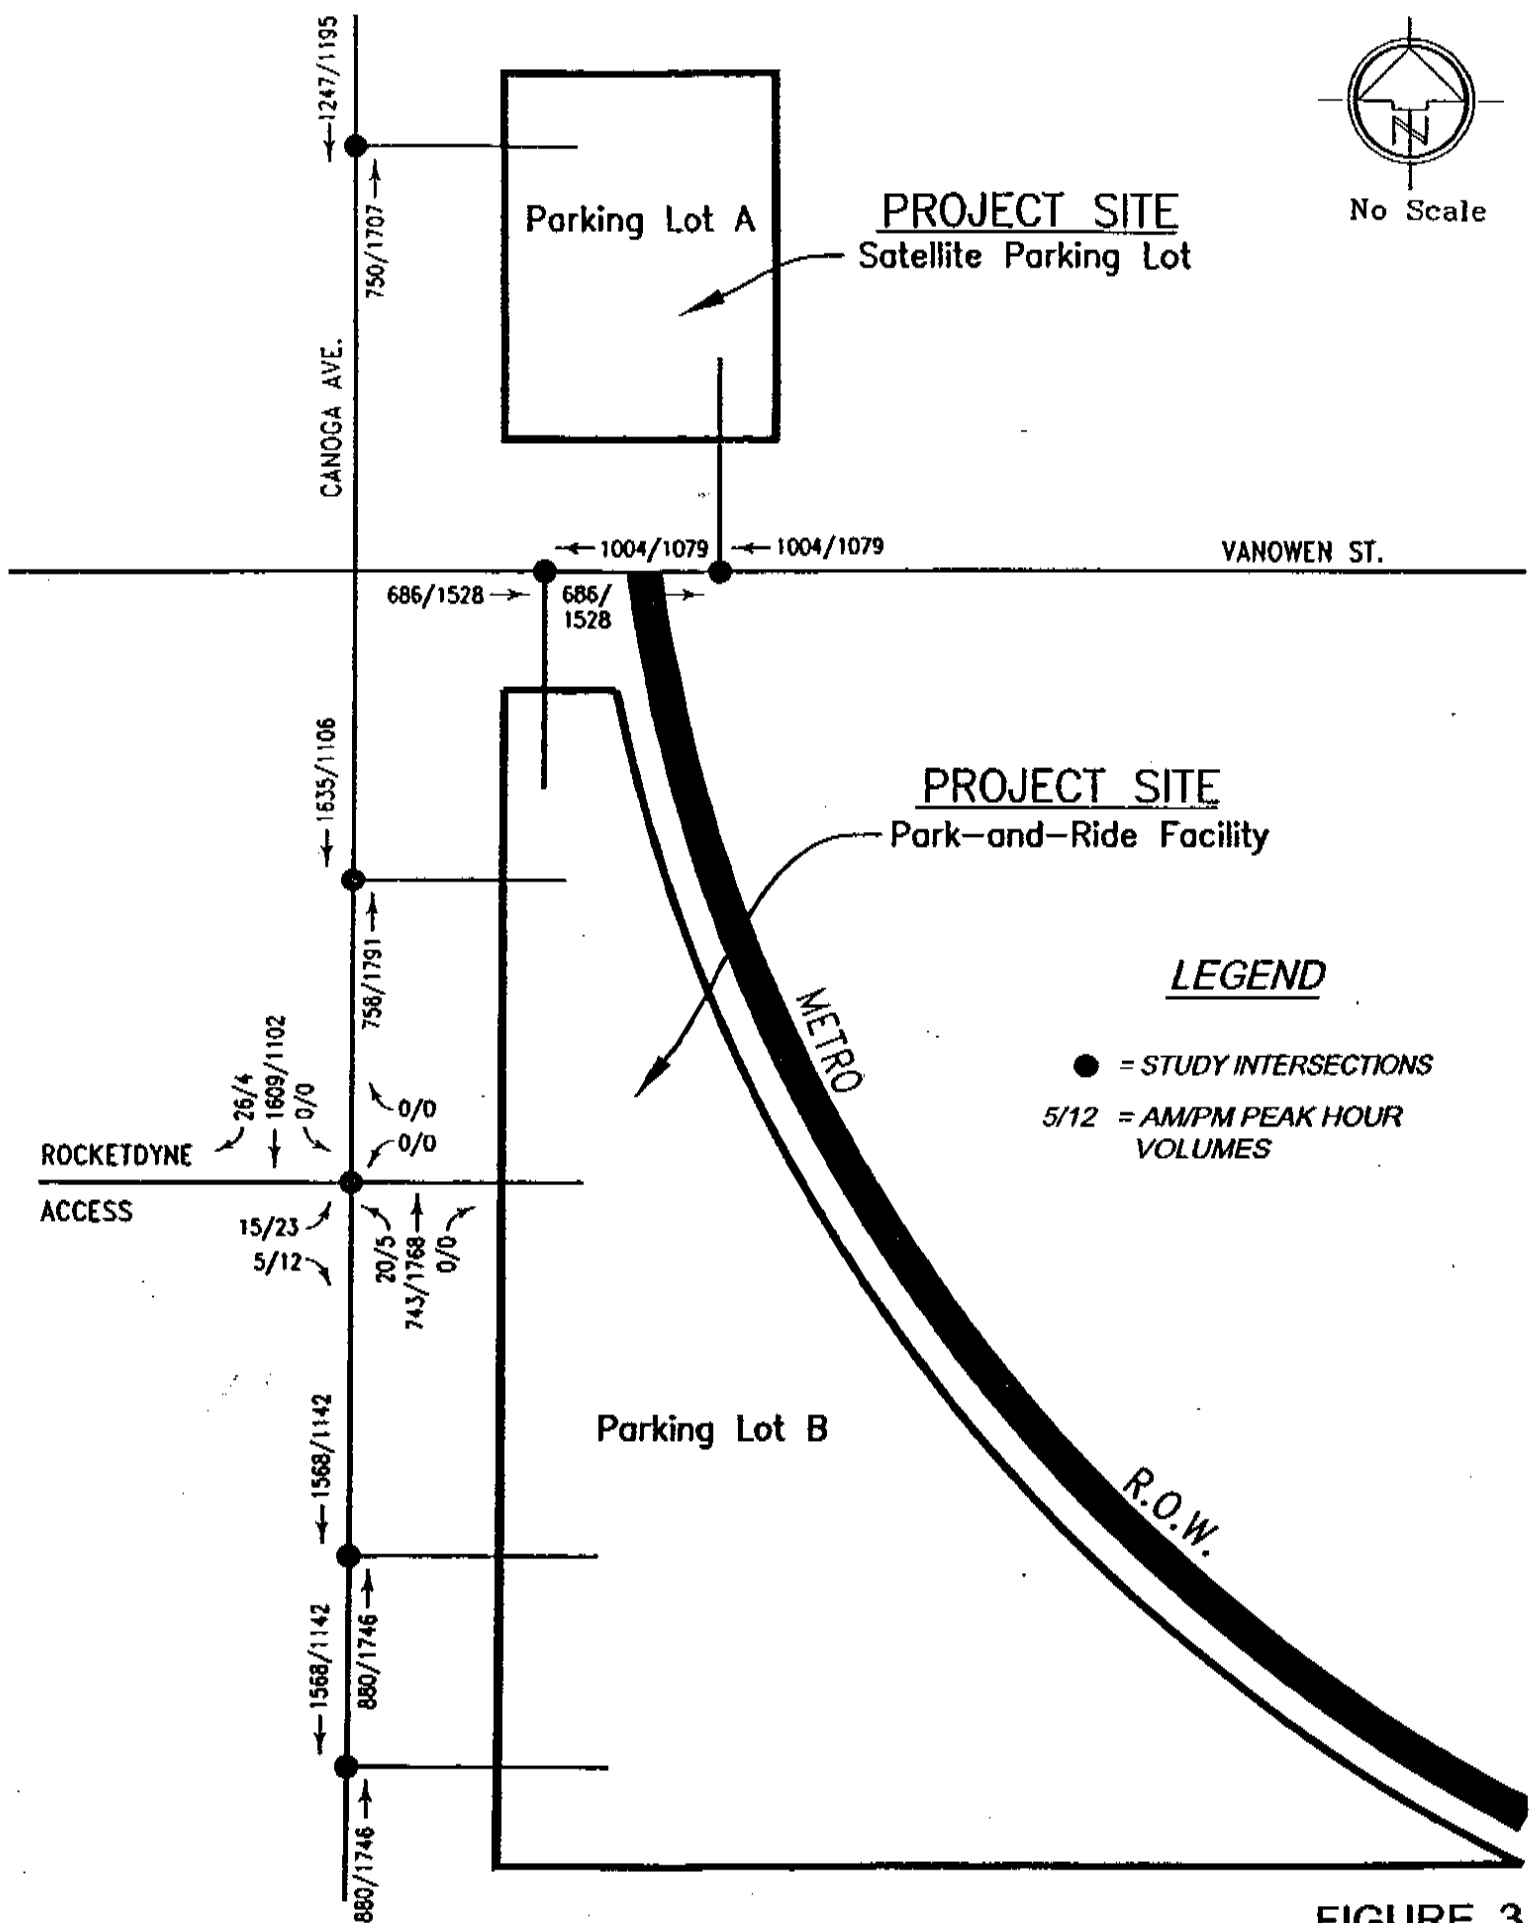 1247/1195
750/1707
Parking Lot A
PROJECT SITE
Satellite Parking Lot
N
No Scale
CANOGA AVE.
1004/1079
1004/1079
VANOWEN ST.
686/1528
686/
1528
1635/1106
758/1791
PROJECT SITE
Park-and-Ride Facility
METRO
R.O.W.
LEGEND
= STUDY INTERSECTIONS
5/12 = AM/PM PEAK HOUR
VOLUMES
26/4
1609/1102
0/0
0/0
0/0
ROCKETDYNE
ACCESS
15/23
5/12
20/5
743/1768
0/0
Parking Lot B
1568/1142
880/1746
1568/1142
880/1746
FIGURE 3